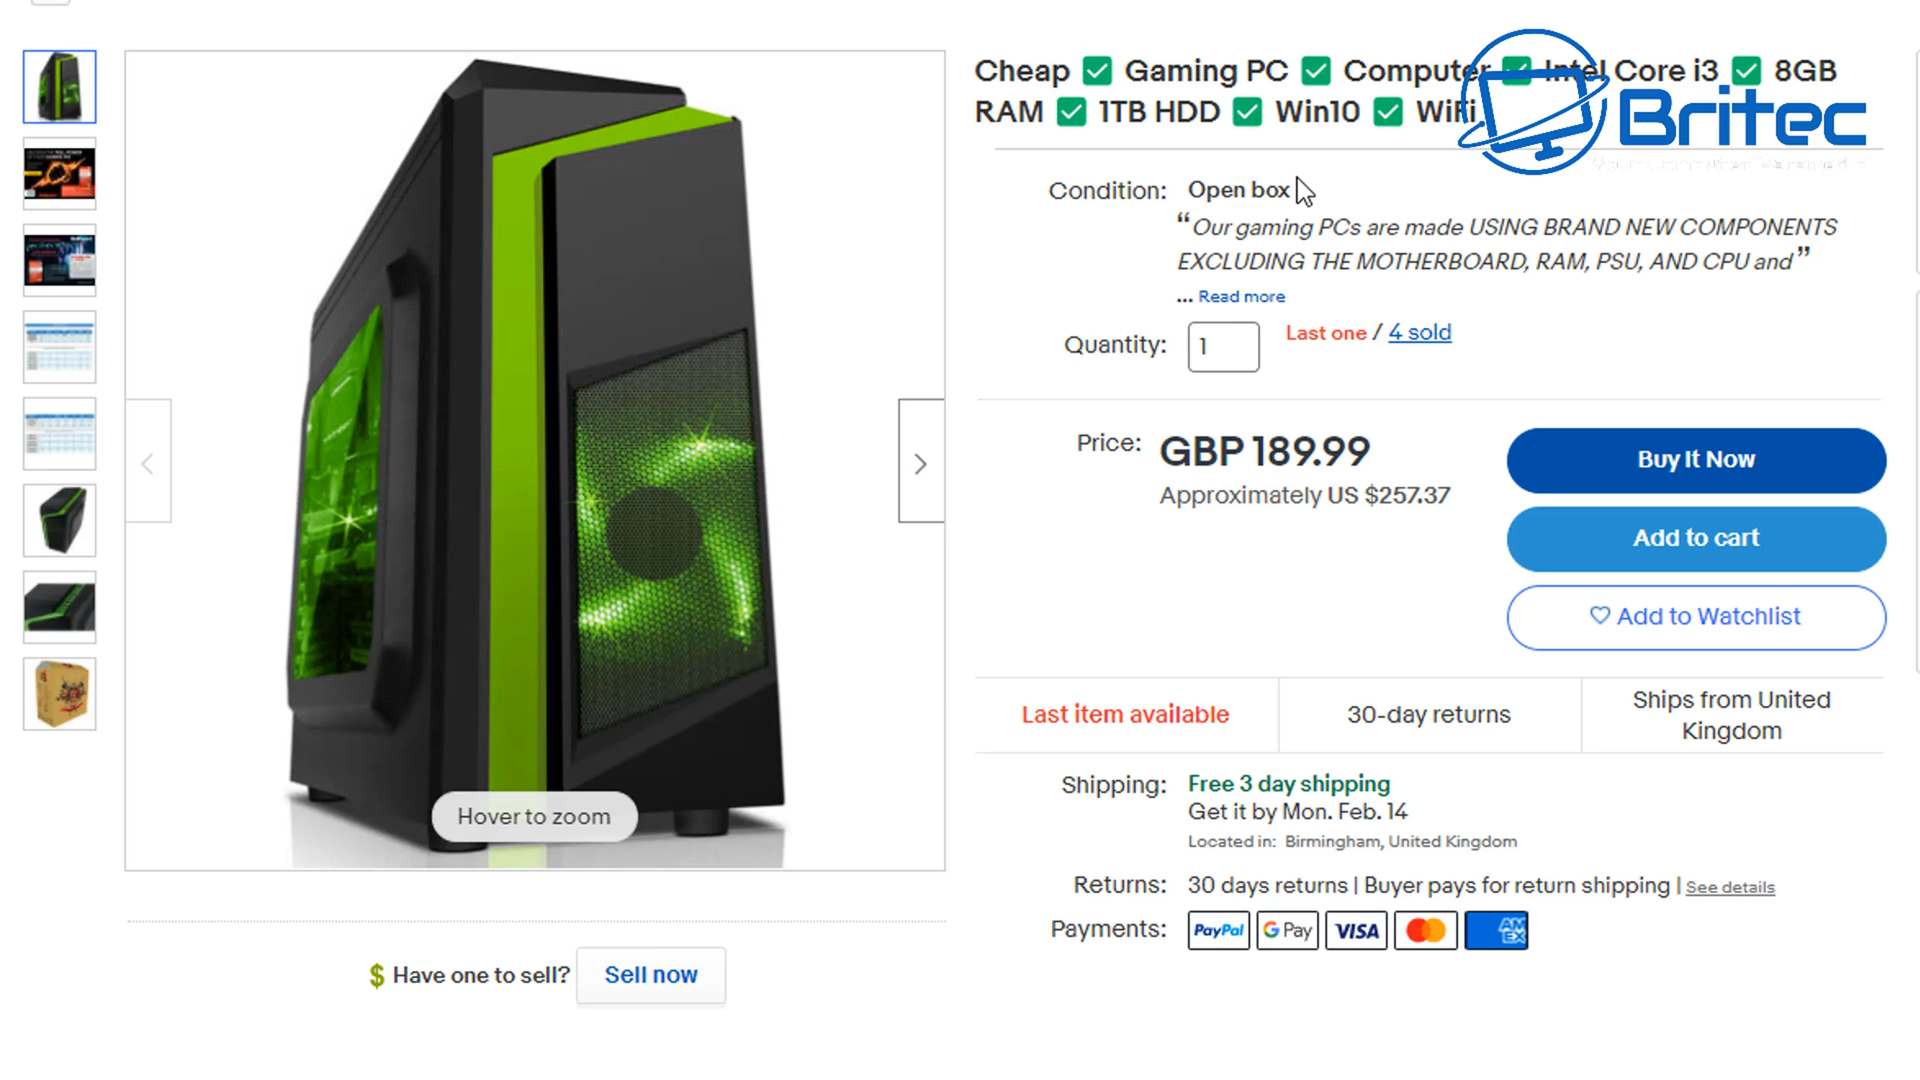 Cheap ✅ Gaming PC ✅ Computer ✅ Intel Core i3 ✅ 8GB
RAM ✅ 1TB HDD ✅ Win10 ✅ WiFi
Britec
Condition: Open box
“Our gaming PCs are made USING BRAND NEW COMPONENTS
EXCLUDING THE MOTHERBOARD, RAM, PSU, AND CPU and”
... Read more
Quantity: 1 Last one / 4 sold
Price: GBP 189.99
Approximately US $257.37
Buy It Now
Add to cart
Add to Watchlist
Last item available
30-day returns
Ships from United
Kingdom
Shipping: Free 3 day shipping
Get it by Mon. Feb. 14
Located in: Birmingham, United Kingdom
Returns: 30 days returns | Buyer pays for return shipping | See details
Payments: PayPal G Pay VISA AM EX
Hover to zoom
$ Have one to sell? Sell now